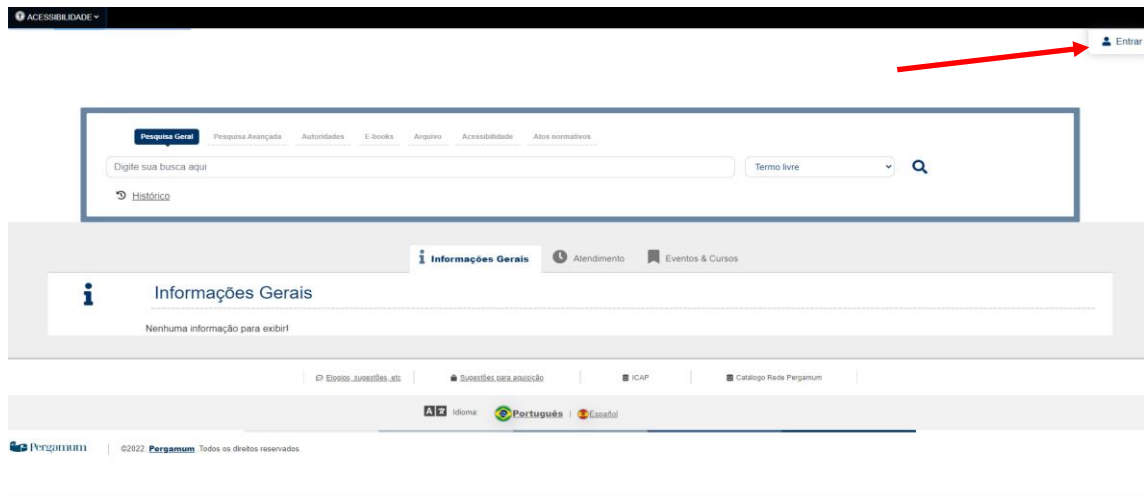 ACESSIBILIDADE
Entrar
Pesquisa Geral Pesquisa Avançada Autoridades E-books Arquivo Acessibilidade Atos normativos
Digite sua busca aqui Termo livre
Histórico
Informações Gerais Atendimento Eventos & Cursos
Informações Gerais
Nenhuma informação para exibir!
Elogios, sugestões, etc Sugestões para aquisição ICAP Catálogo Rede Pergamum
Idioma: Português | Español
Pergamum ©2022 Pergamum .Todos os direitos reservados.